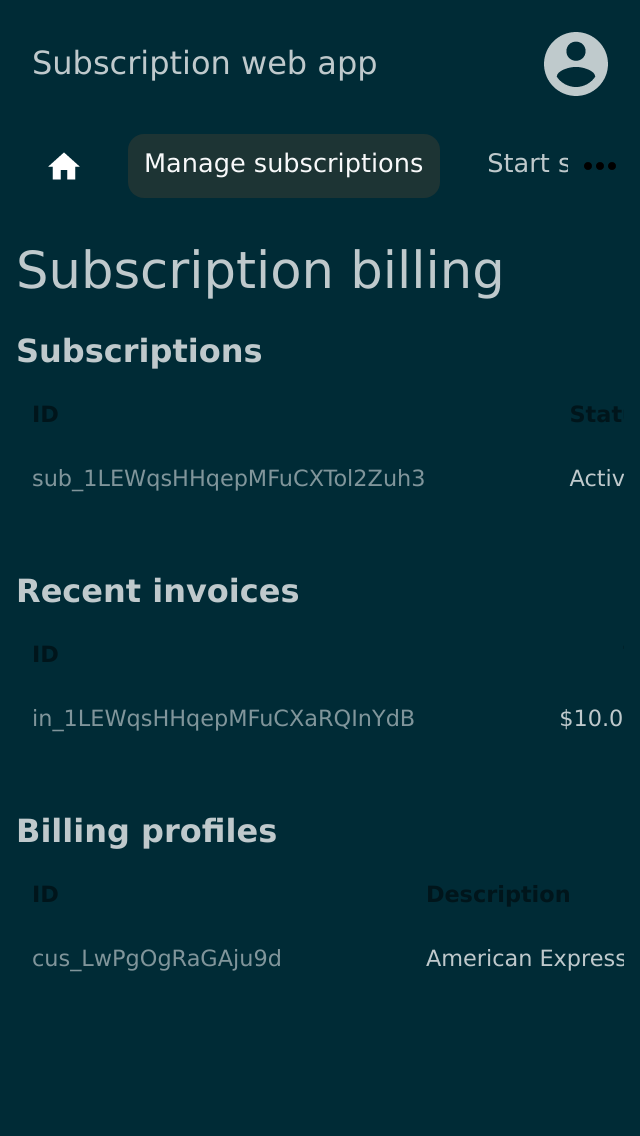 Subscription web app
Manage subscriptions Start s
Subscription billing
Subscriptions
ID Stat
sub_1LEWqsHHqepMFuCXTol2Zuh3 Activ
Recent invoices
ID
in_1LEWqsHHqepMFuCXaRQInYdB $10.0
Billing profiles
ID Description
cus_LwPgOgRaGAju9d American Express